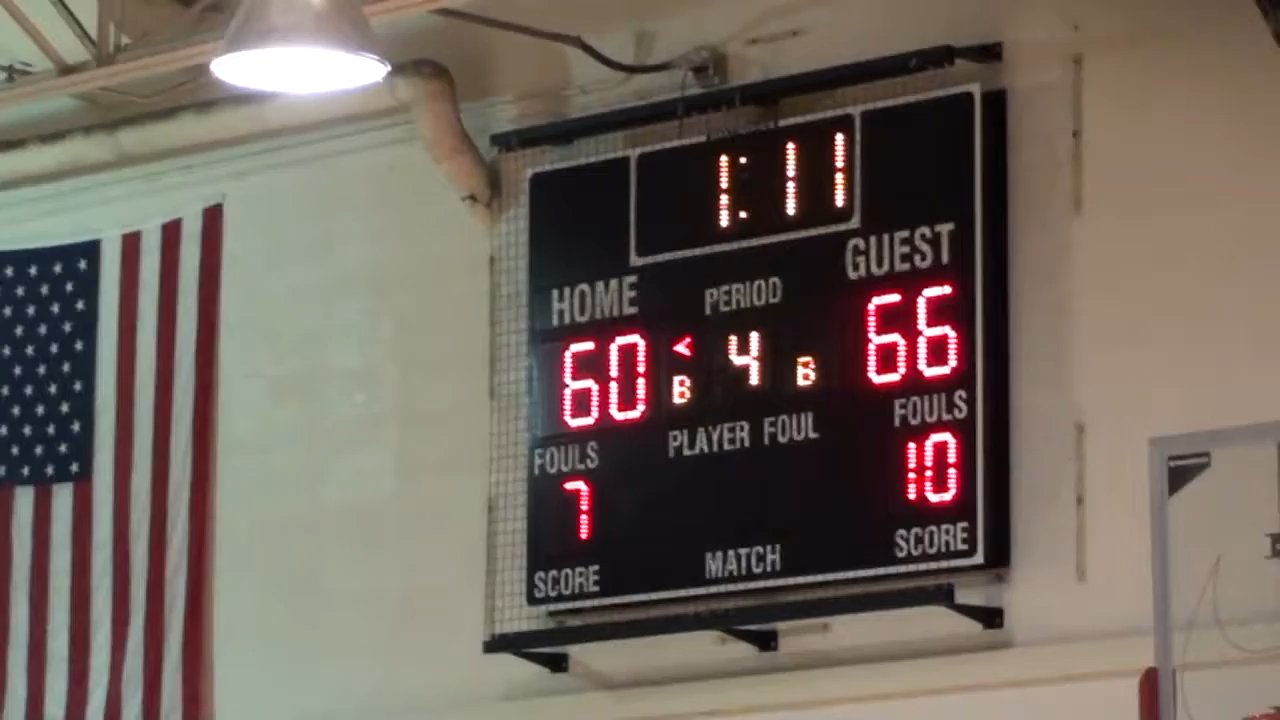 1:11
HOME PERIOD GUEST
60 < B 4 B 66
FOULS PLAYER FOUL FOULS
7 10
SCORE MATCH SCORE